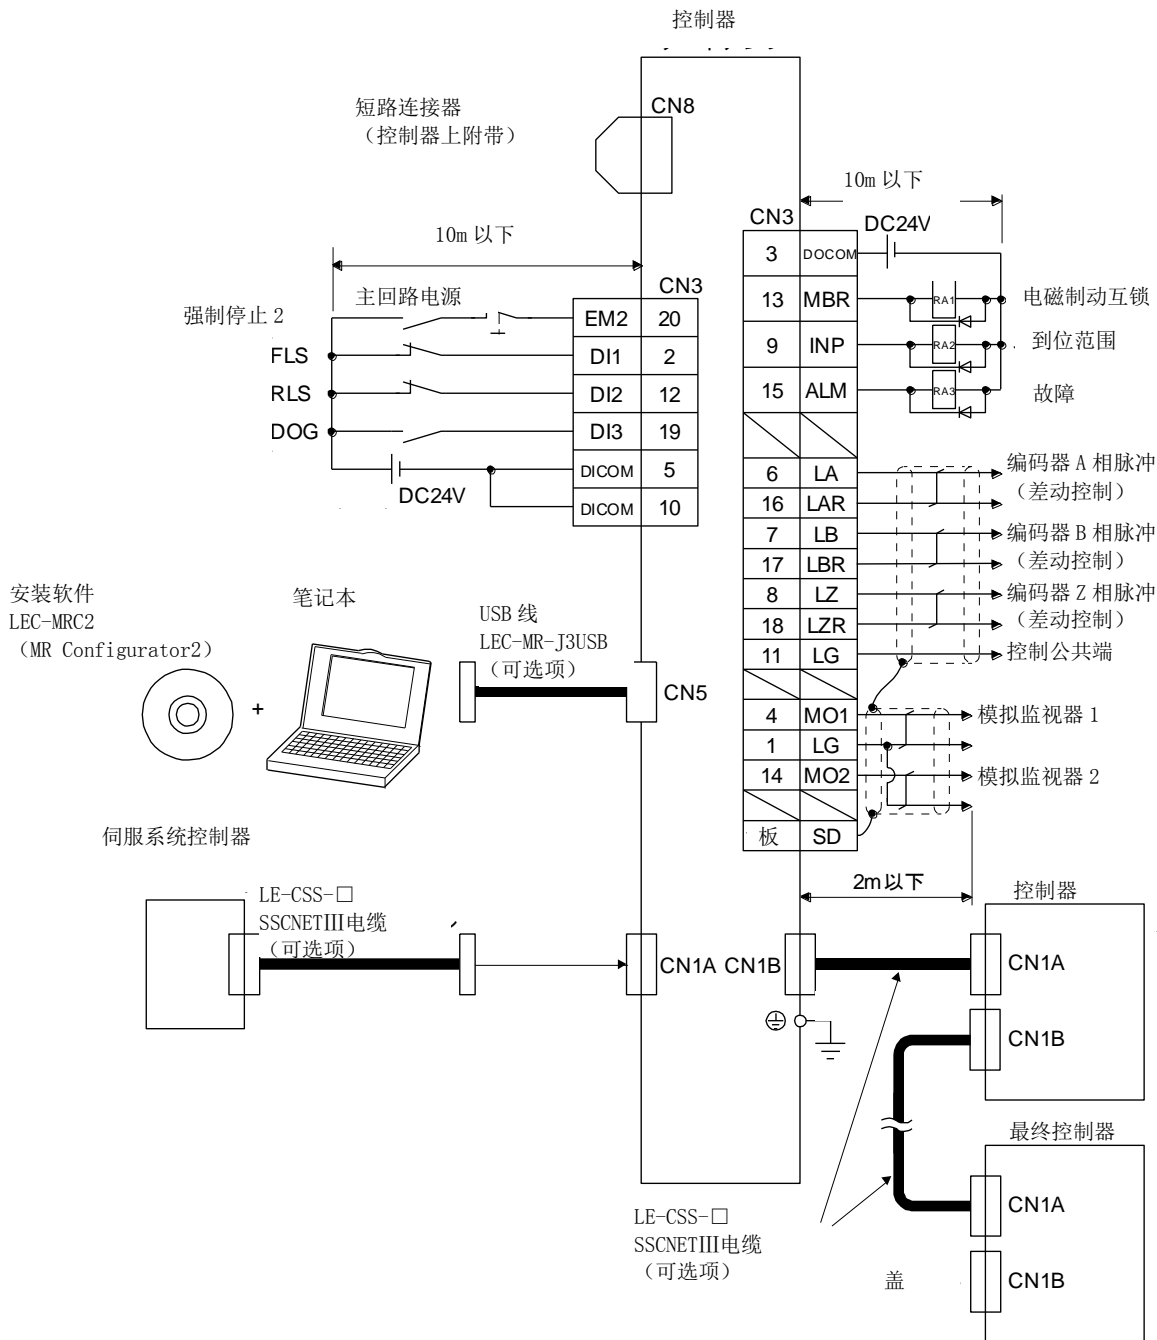 控制器
短路连接器
（控制器上附带）
CN8
10m 以下
CN3
DC24V
3 DOCOM
13 MBR
RA1
电磁制动互锁
9 INP
RA2
到位范围
15 ALM
RA3
故障
6 LA
编码器 A 相脉冲
16 LAR
（差动控制）
7 LB
编码器 B 相脉冲
17 LBR
（差动控制）
8 LZ
编码器 Z 相脉冲
18 LZR
（差动控制）
11 LG
控制公共端
4 MO1
模拟监视器 1
1 LG
14 MO2
模拟监视器 2
板 SD
2m以下
10m 以下
CN3
强制停止 2
主回路电源
EM2 20
FLS
DI1 2
RLS
DI2 12
DOG
DI3 19
DICOM 5
DC24V
DICOM 10
安装软件
LEC-MRC2
（MR Configurator2）
+
笔记本
USB 线
LEC-MR-J3USB
（可选项）
CN5
伺服系统控制器
LE-CSS-□
SSCNETⅢ电缆
（可选项）
CN1A CN1B
控制器
CN1A
CN1B
最终控制器
CN1A
CN1B
LE-CSS-□
SSCNETⅢ电缆
（可选项）
盖